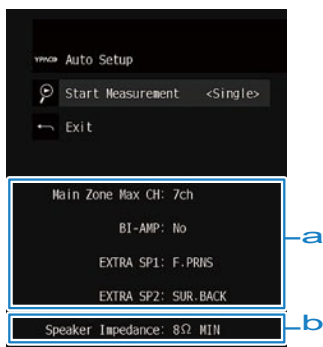 YPAO Auto Setup
Start Measurement <Single>
Exit
Main Zone Max CH: 7ch
BI-AMP: No
EXTRA SP1: F.PRNS
EXTRA SP2: SUR.BACK
a
Speaker Impedance: 8Ω MIN
b